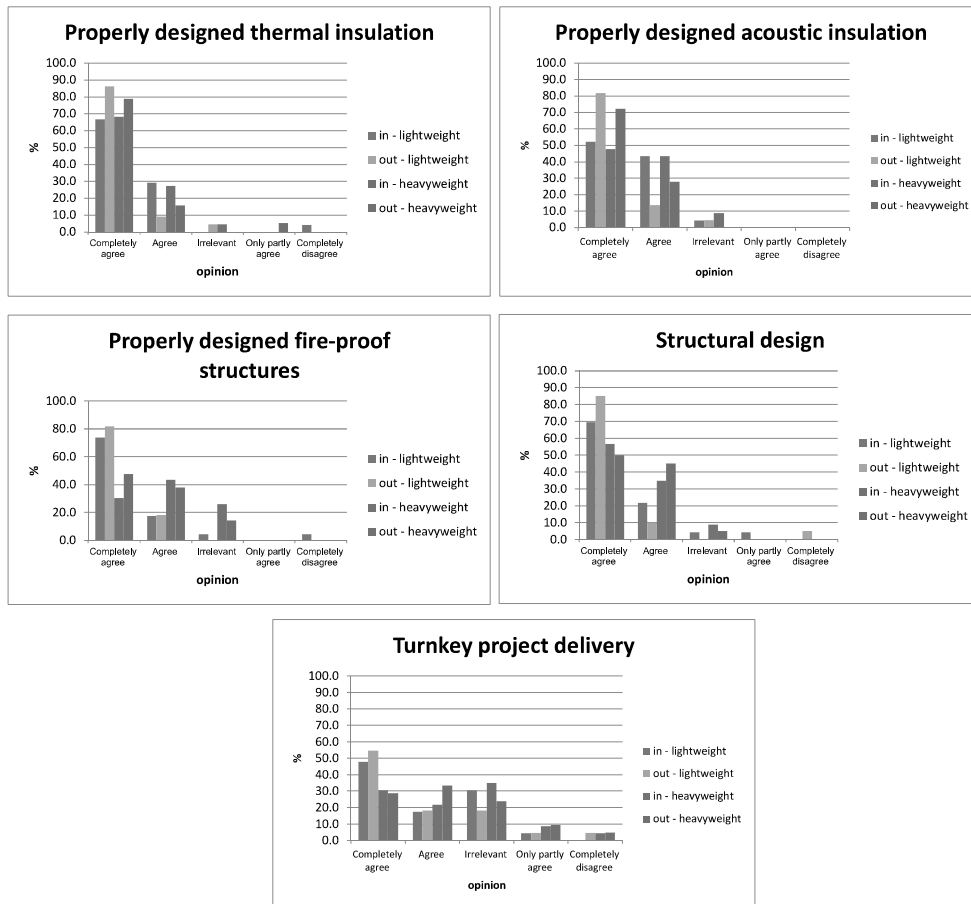 Properly designed thermal insulation
100.0
90.0
80.0
70.0
60.0
50.0
40.0
30.0
20.0
10.0
0.0
%
Completely agree
Agree
Irrelevant
Only partly agree
Completely disagree
opinion
in - lightweight
out - lightweight
in - heavyweight
out - heavyweight
Properly designed acoustic insulation
100.0
90.0
80.0
70.0
60.0
50.0
40.0
30.0
20.0
10.0
0.0
%
Completely agree
Agree
Irrelevant
Only partly agree
Completely disagree
opinion
in - lightweight
out - lightweight
in - heavyweight
out - heavyweight
Properly designed fire-proof
structures
100.0
80.0
60.0
40.0
20.0
0.0
%
Completely agree
Agree
Irrelevant
Only partly agree
Completely disagree
opinion
in - lightweight
out - lightweight
in - heavyweight
out - heavyweight
Structural design
100.0
90.0
80.0
70.0
60.0
50.0
40.0
30.0
20.0
10.0
0.0
%
Completely agree
Agree
Irrelevant
Only partly agree
Completely disagree
opinion
in - lightweight
out - lightweight
in - heavyweight
out - heavyweight
Turnkey project delivery
100.0
90.0
80.0
70.0
60.0
50.0
40.0
30.0
20.0
10.0
0.0
%
Completely agree
Agree
Irrelevant
Only partly agree
Completely disagree
opinion
in - lightweight
out - lightweight
in - heavyweight
out - heavyweight